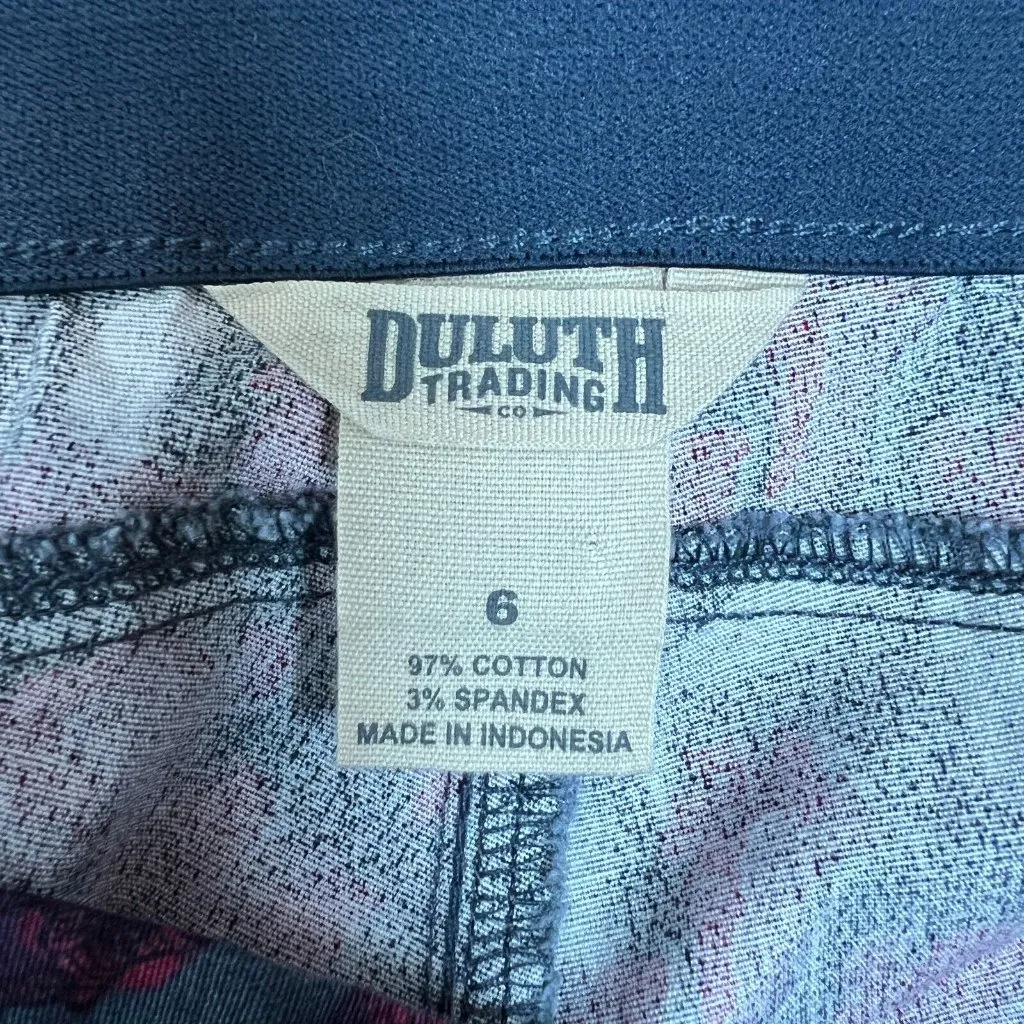 DULUTH
TRADING
CO
6
97% COTTON
3% SPANDEX
MADE IN INDONESIA